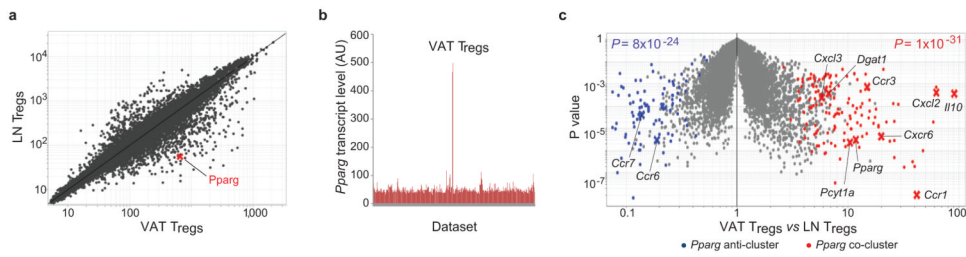 a
LN Tregs
10⁴
10³
10²
10
Pparg
10
100
1,000
VAT Tregs
b
Pparg transcript level (AU)
600
500
400
300
200
100
0
VAT Tregs
Dataset
c
P value
1
10⁻³
10⁻⁵
10⁻⁷
P= 8x10⁻²⁴
P= 1x10⁻³¹
Cxcl3
Dgat1
Ccr3
Cxcl2
Il10
Cxcr6
Ccr7
Ccr6
Pparg
Pcyt1a
Ccr1
0.1
1
10
100
VAT Tregs vs LN Tregs
Pparg anti-cluster
Pparg co-cluster